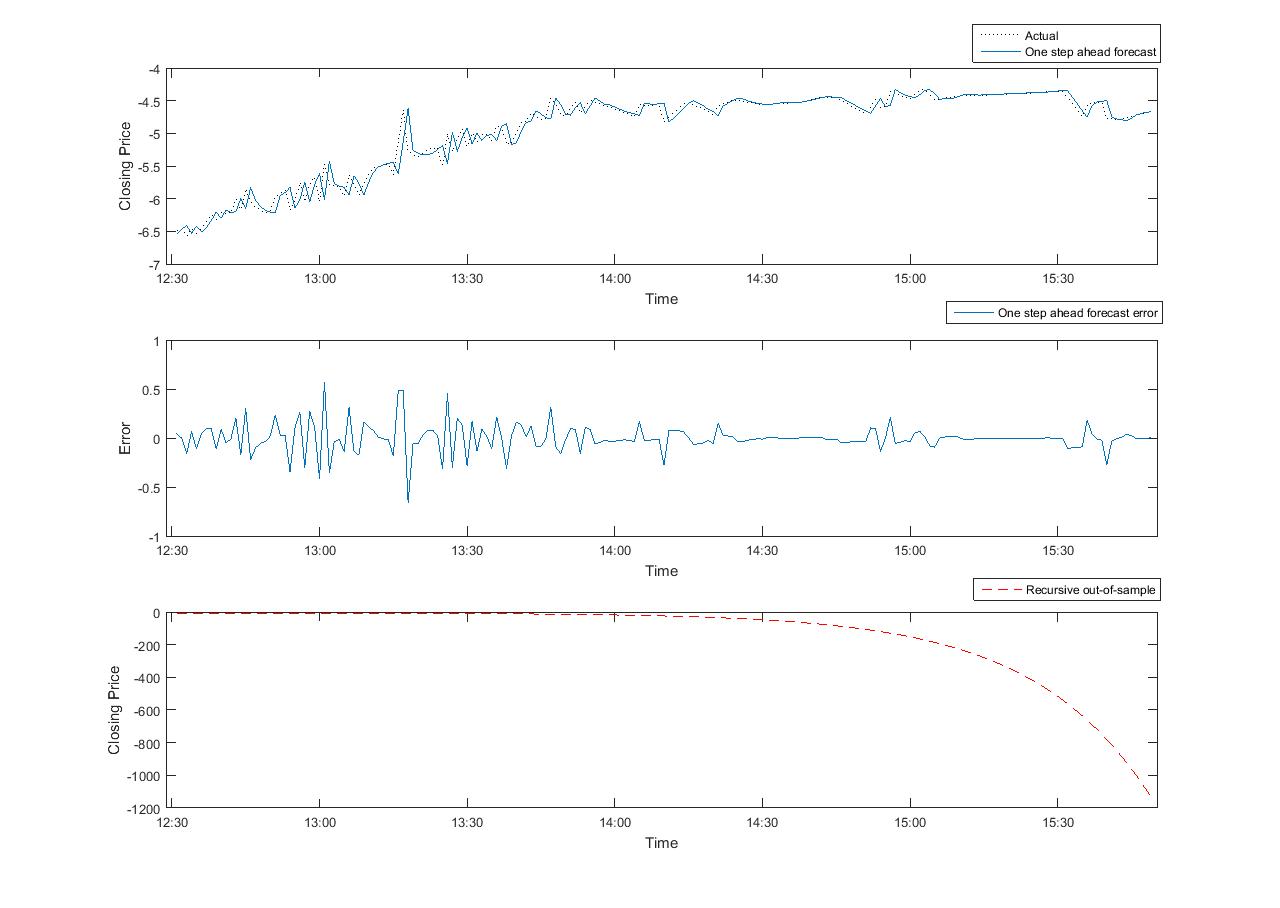 Actual
One step ahead forecast
-4
-4.5
-5
-5.5
-6
-6.5
-7
Closing Price
12:30 13:00 13:30 14:00 14:30 15:00 15:30
Time
One step ahead forecast error
1
0.5
0
-0.5
-1
Error
12:30 13:00 13:30 14:00 14:30 15:00 15:30
Time
Recursive out-of-sample
0
-200
-400
-600
-800
-1000
-1200
Closing Price
12:30 13:00 13:30 14:00 14:30 15:00 15:30
Time